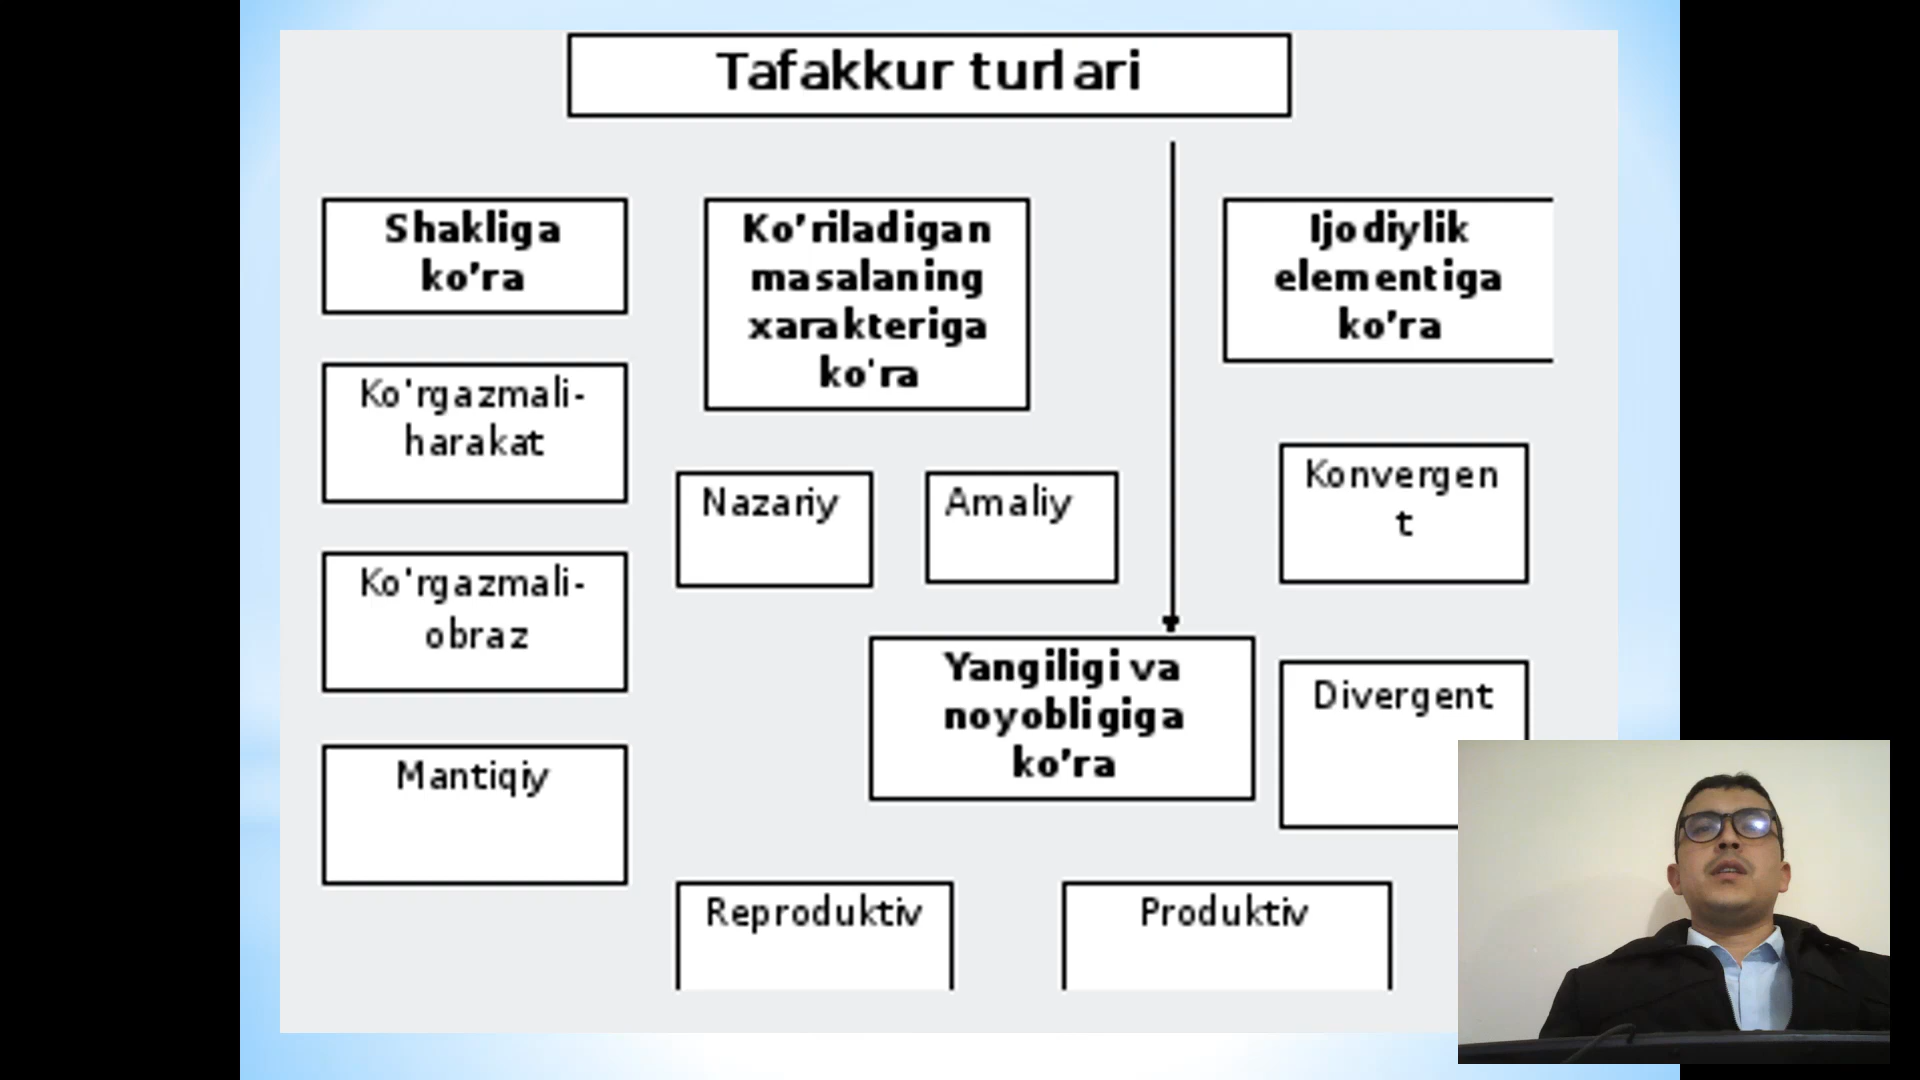 Tafakkur turlari
Shakliga
ko’ra
Ko'rgazmali-
harakat
Ko'rgazmali-
obraz
Mantiqiy
Ko’riladigan
masalaning
xarakteriga
ko'ra
Nazariy
Amaliy
Yangiligi va
noyobligiga
ko’ra
Reproduktiv
Produktiv
Ijodiylik
elementiga
ko’ra
Konvergen
t
Divergent